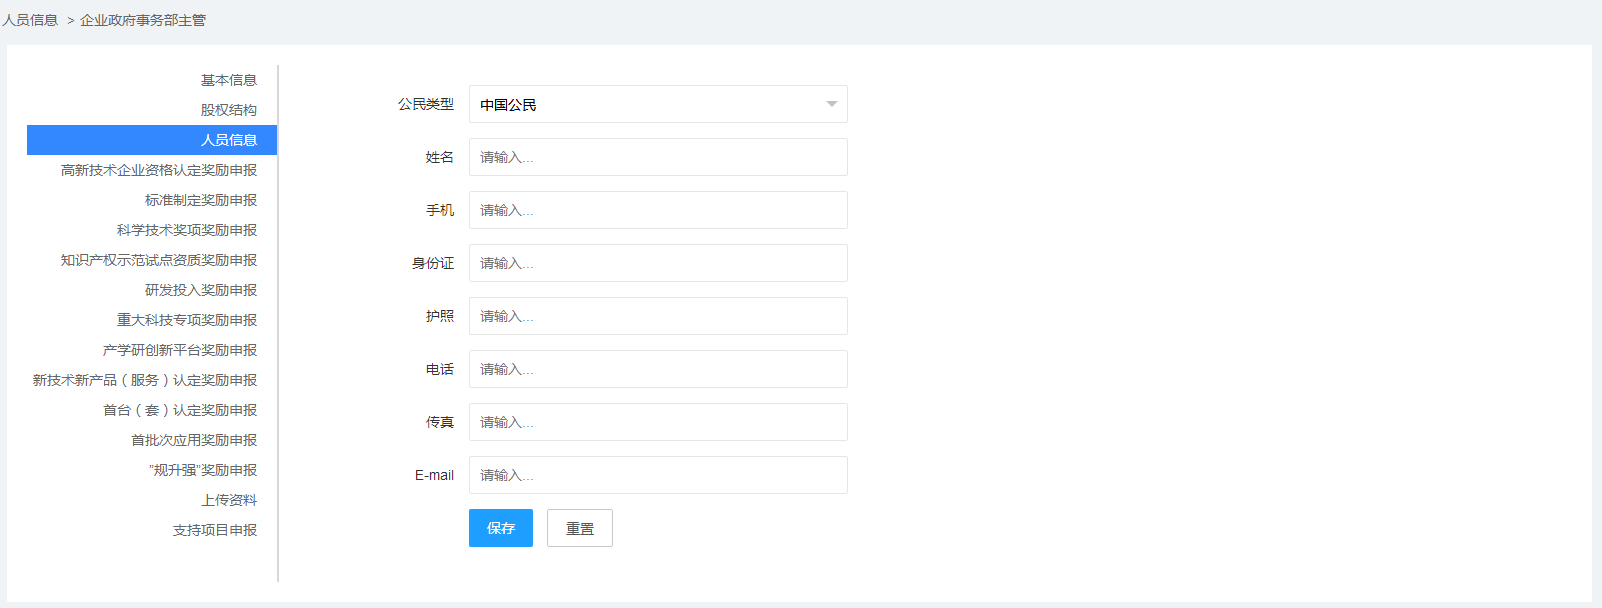 人员信息 > 企业政府事务部主管
基本信息
股权结构
人员信息
高新技术企业资格认定奖励申报
标准制定奖励申报
科学技术奖项奖励申报
知识产权示范试点资质奖励申报
研发投入奖励申报
重大科技专项奖励申报
产学研创新平台奖励申报
新技术新产品（服务）认定奖励申报
首台（套）认定奖励申报
首批次应用奖励申报
"规升强"奖励申报
上传资料
支持项目申报
公民类型 中国公民
姓名 请输入...
手机 请输入...
身份证 请输入...
护照 请输入...
电话 请输入...
传真 请输入...
E-mail 请输入...
保存 重置